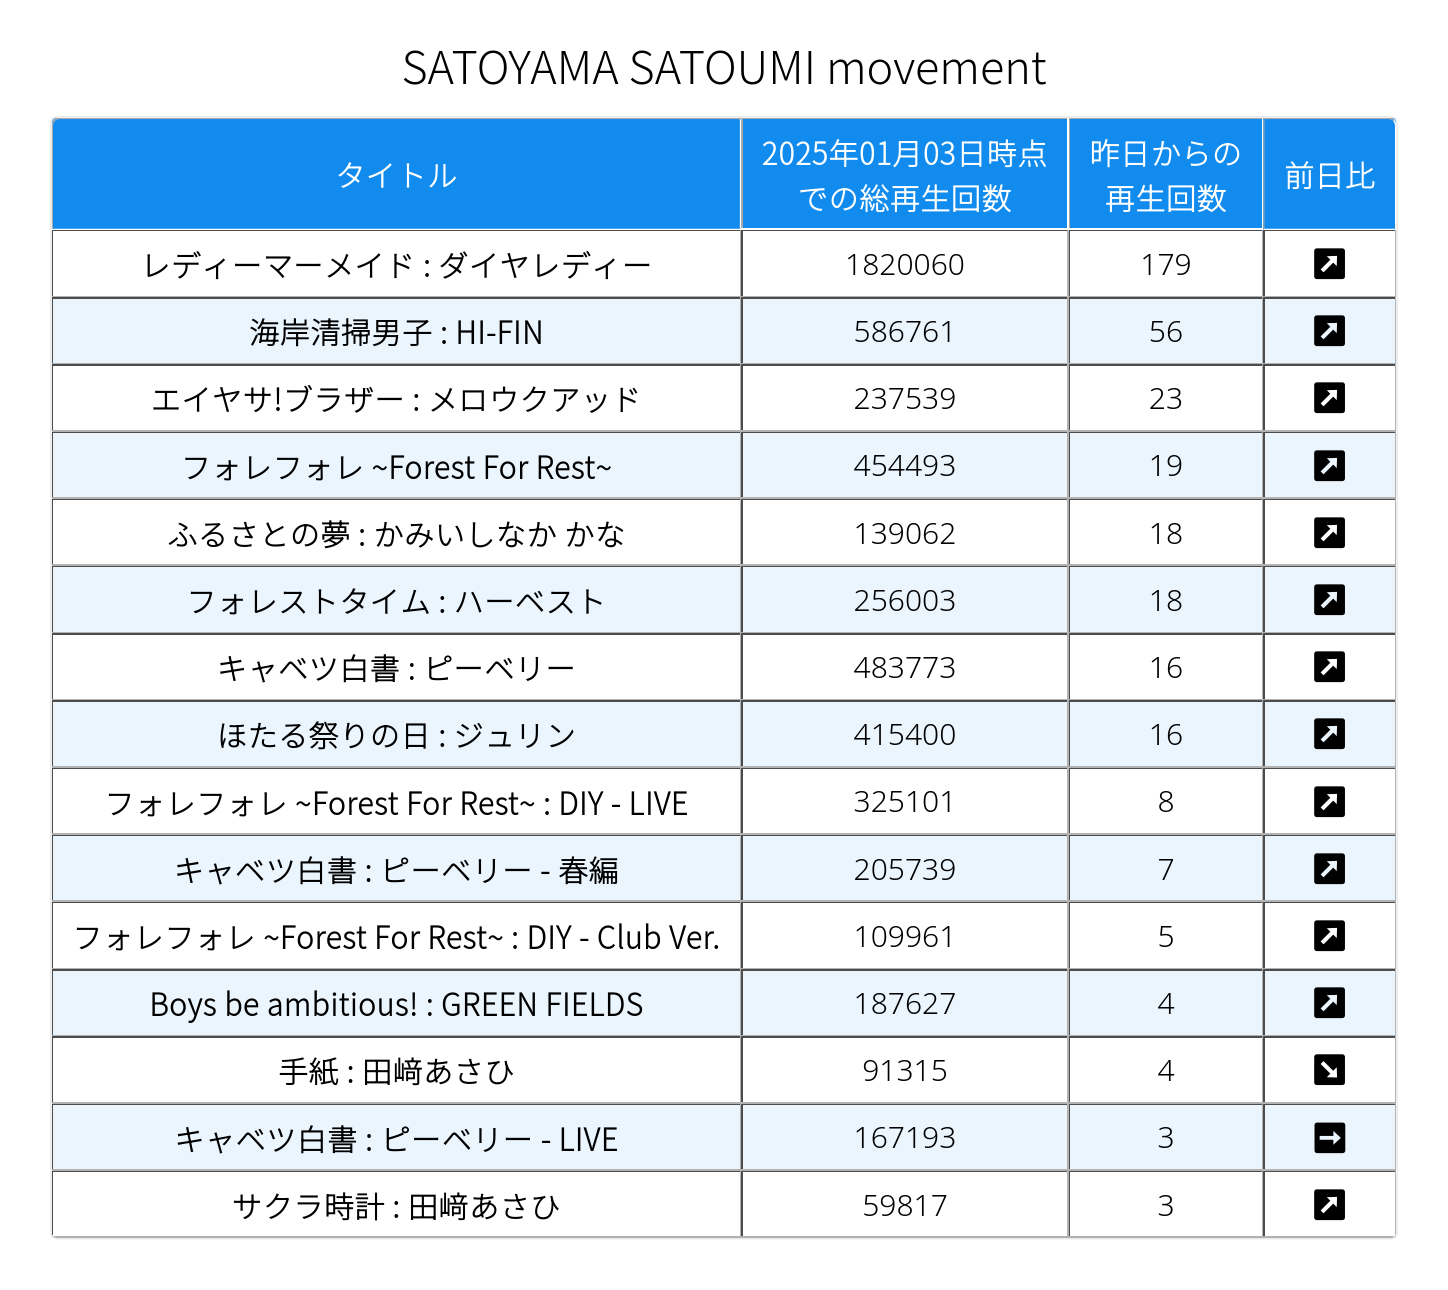 SATOYAMA SATOUMI movement
タイトル 2025年01月03日時点での総再生回数 昨日からの再生回数 前日比
レディーマーメイド : ダイヤレディー 1820060 179 ↗
海岸清掃男子 : HI-FIN 586761 56 ↗
エイヤサ!ブラザー : メロウクアッド 237539 23 ↗
フォレフォレ ~Forest For Rest~ 454493 19 ↗
ふるさとの夢 : かみいしなか かな 139062 18 ↗
フォレストタイム : ハーベスト 256003 18 ↗
キャベツ白書 : ピーベリー 483773 16 ↗
ほたる祭りの日 : ジュリン 415400 16 ↗
フォレフォレ ~Forest For Rest~ : DIY - LIVE 325101 8 ↗
キャベツ白書 : ピーベリー - 春編 205739 7 ↗
フォレフォレ ~Forest For Rest~ : DIY - Club Ver. 109961 5 ↗
Boys be ambitious! : GREEN FIELDS 187627 4 ↗
手紙 : 田﨑あさひ 91315 4 ↘
キャベツ白書 : ピーベリー - LIVE 167193 3 →
サクラ時計 : 田﨑あさひ 59817 3 ↗